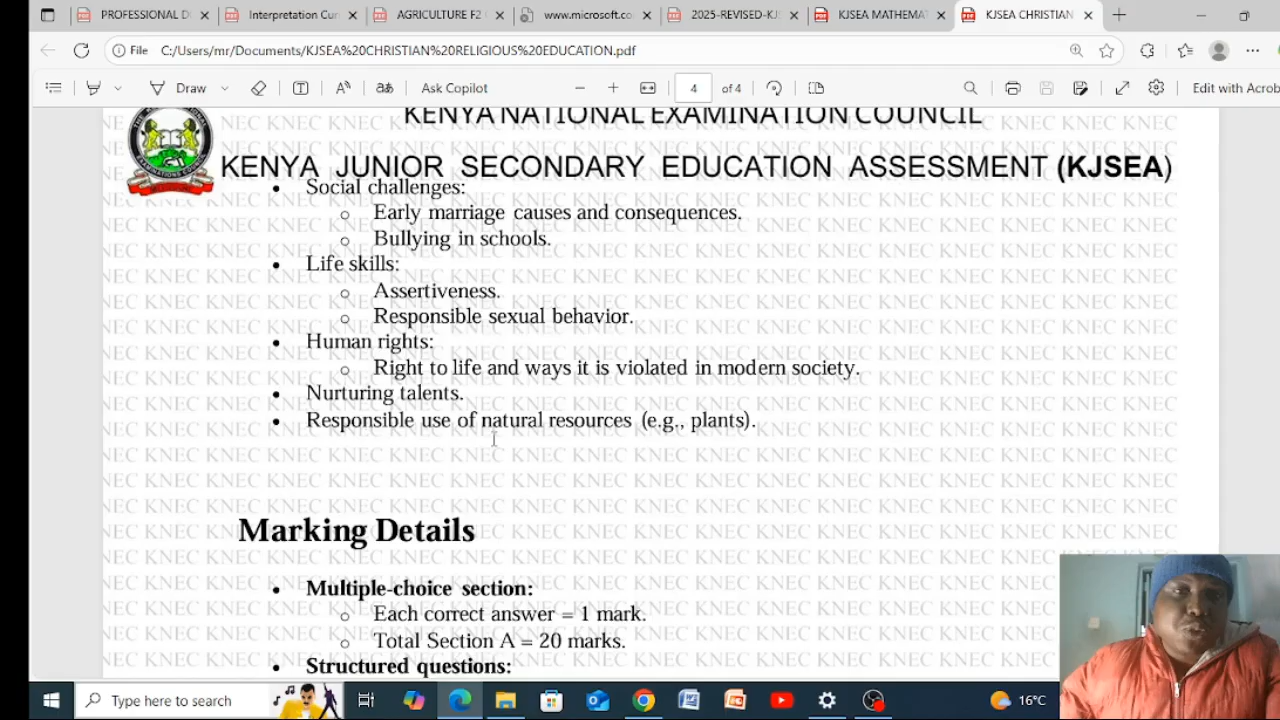 PROFESSIONAL D
Interpretation Cur
AGRICULTURE F2
www.microsoft.co
2025-REVISED-KJ
KJSEA MATHEMA
KJSEA CHRISTIAN
File C:/Users/mr/Documents/KJSEA%20CHRISTIAN%20RELIGIOUS%20EDUCATION.pdf
Draw
Ask Copilot
4 of 4
Edit with Acrob
KENYA NATIONAL EXAMINATION COUNCIL
KENYA JUNIOR SECONDARY EDUCATION ASSESSMENT (KJSEA)
• Social challenges:
o Early marriage causes and consequences.
o Bullying in schools.
• Life skills:
o Assertiveness.
o Responsible sexual behavior.
• Human rights:
o Right to life and ways it is violated in modern society.
• Nurturing talents.
• Responsible use of natural resources (e.g., plants).
Marking Details
• Multiple-choice section:
o Each correct answer = 1 mark.
o Total Section A = 20 marks.
• Structured questions:
Type here to search
16°C